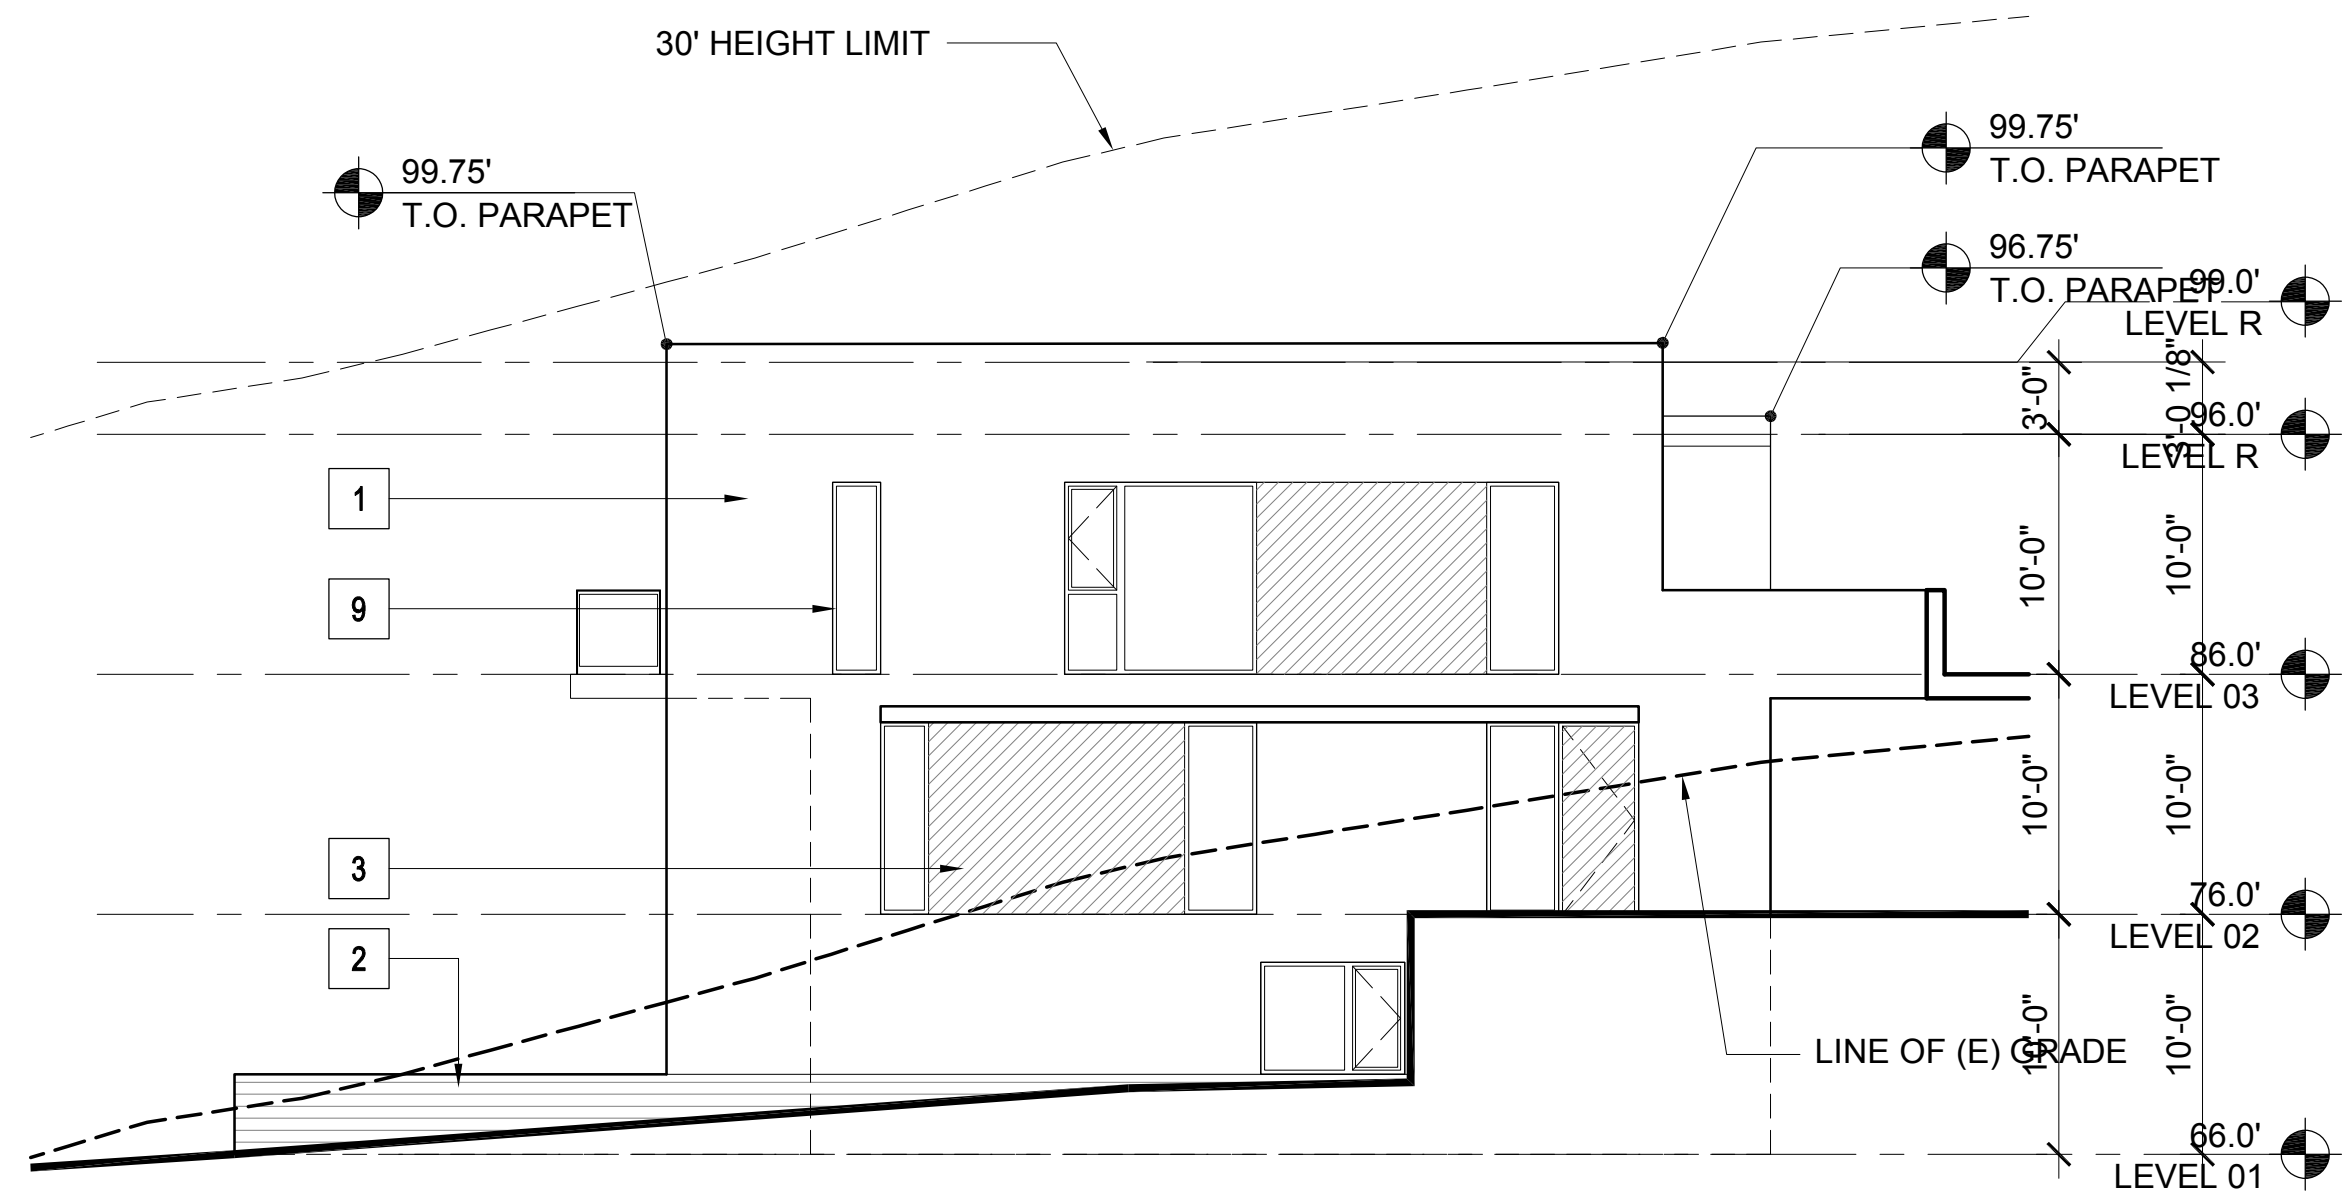 30' HEIGHT LIMIT
99.75'
T.O. PARAPET
99.75'
T.O. PARAPET
96.75'
T.O. PARAPET
99.0'
LEVEL R
3'-0"
3'-0 1/8"
96.0'
LEVEL R
1
9
10'-0"
10'-0"
86.0'
LEVEL 03
3
10'-0"
10'-0"
76.0'
LEVEL 02
2
10'-0"
10'-0"
LINE OF (E) GRADE
66.0'
LEVEL 01